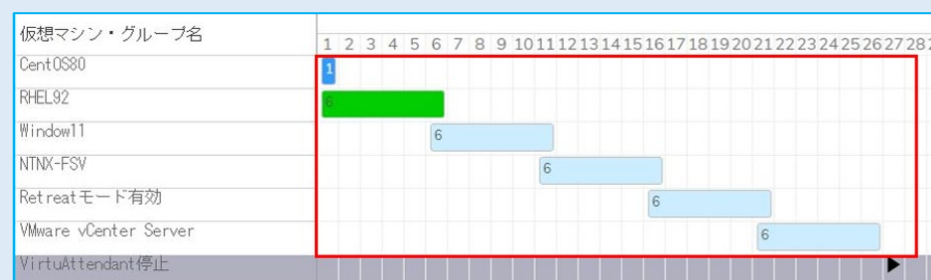 仮想マシン・グループ名
1 2 3 4 5 6 7 8 9 10 11 12 13 14 15 16 17 18 19 20 21 22 23 24 25 26 27 28
CentOS80
1
RHEL92
6
Window11
6
NTNX-FSV
6
Retreatモード有効
6
VMware vCenter Server
6
VirtuAttendant停止